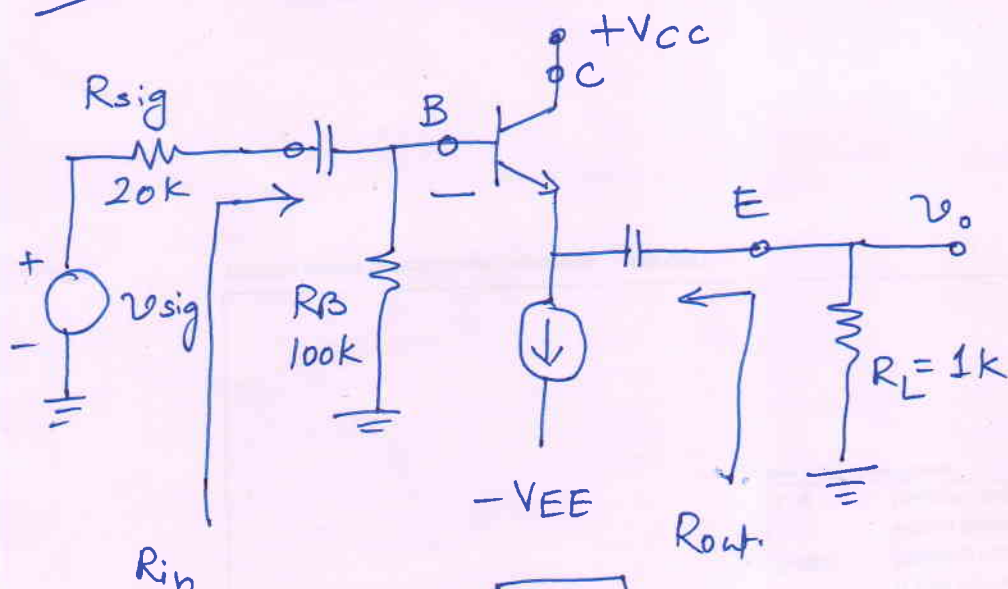 +VCC
C
Rsig
B
20K
E
vo
+
vsig
-
RB
100K
RL = 1K
-VEE
Rout.
Rin